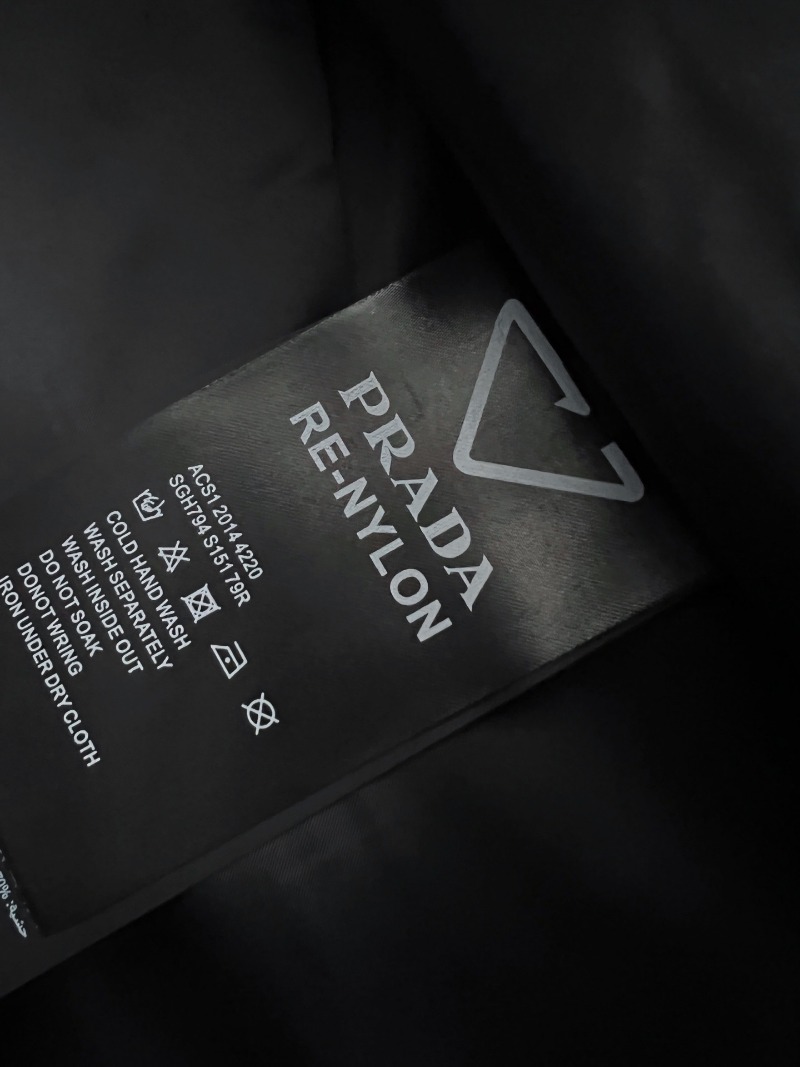 PRADA
RE-NYLON
ACS1 2014 4220
SGH794 S151 79R
COLD HAND WASH
WASH SEPARATELY
WASH INSIDE OUT
DO NOT SOAK
DONOT WRING
IRON UNDER DRY CLOTH